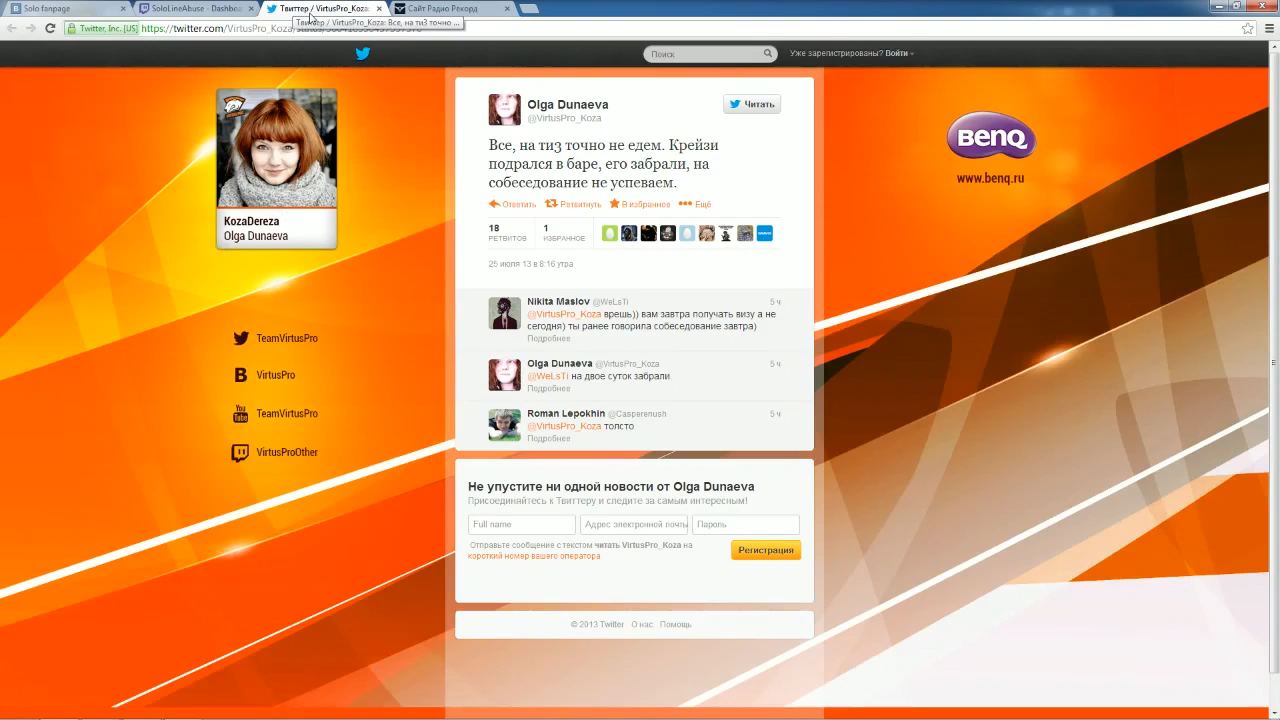 Solo fanpage
SoloLineAbuse - Dashboa
Твиттер / VirtusPro_Koza:
Сайт Радио Рекорд
Твиттер / VirtusPro_Koza: Все, на ти3 точно ...
Twitter, Inc. [US]
https://twitter.com/VirtusPro_Koza/
Поиск
Уже зарегистрированы? Войти
KozaDereza
Olga Dunaeva
TeamVirtusPro
VirtusPro
TeamVirtusPro
VirtusProOther
Olga Dunaeva
@VirtusPro_Koza
Читать
Все, на ти3 точно не едем. Крейзи
подрался в баре, его забрали, на
собеседование не успеваем.
Ответить Ретвитнуть В избранное Ещё
18
РЕТВИТОВ
1
ИЗБРАННОЕ
25 июля 13 в 8:16 утра
Nikita Maslov @WeLsTi 5 ч
@VirtusPro_Koza врешь)) вам завтра получать визу а не
сегодня) ты ранее говорила собеседование завтра)
Подробнее
Olga Dunaeva @VirtusPro_Koza 5 ч
@WeLsTi на двое суток забрали.
Подробнее
Roman Lepokhin @Casperenush 5 ч
@VirtusPro_Koza толсто
Подробнее
Не упустите ни одной новости от Olga Dunaeva
Присоединяйтесь к Твиттеру и следите за самым интересным!
Full name
Адрес электронной почты
Пароль
Отправьте сообщение с текстом читать VirtusPro_Koza на
короткий номер вашего оператора
Регистрация
© 2013 Twitter О нас Помощь
BenQ
www.benq.ru